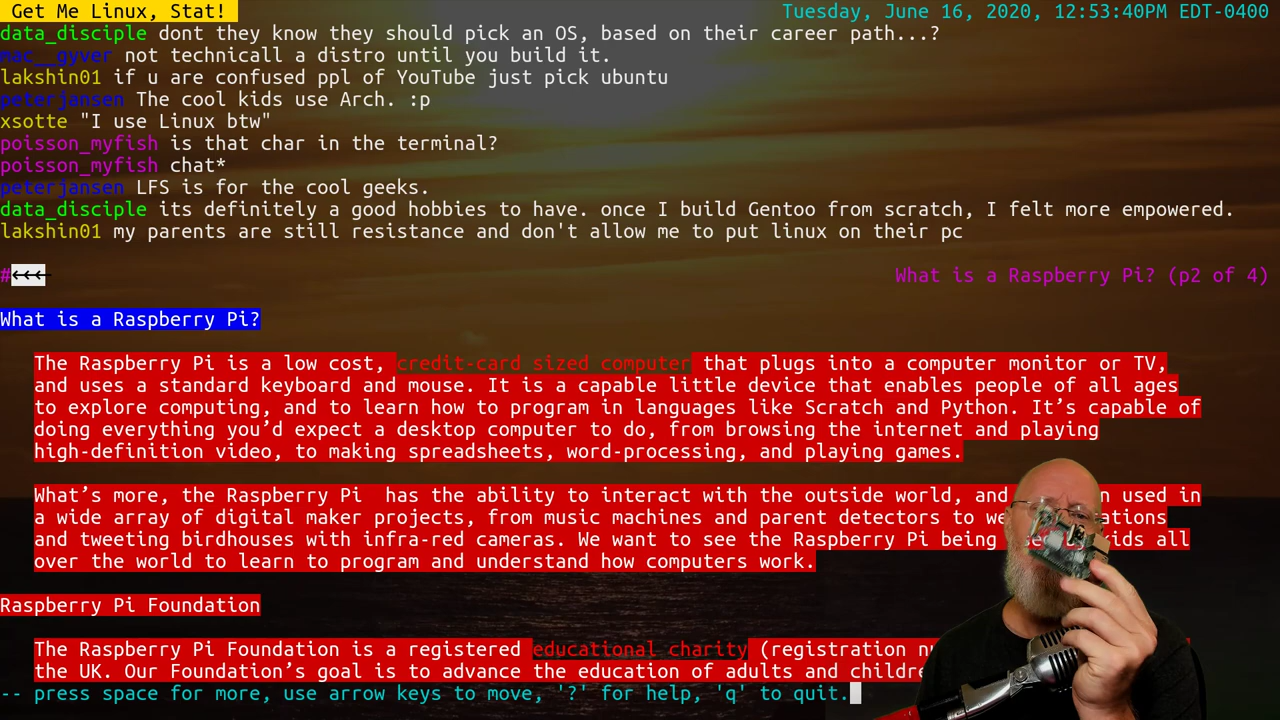 Get Me Linux, Stat!
Tuesday, June 16, 2020, 12:53:40PM EDT-0400
data_disciple dont they know they should pick an OS, based on their career path...?
mac__gyver not technicall a distro until you build it.
lakshin01 if u are confused ppl of YouTube just pick ubuntu
peterjansen The cool kids use Arch. :p
xsotte "I use Linux btw"
poisson_myfish is that char in the terminal?
poisson_myfish chat*
peterjansen LFS is for the cool geeks.
data_disciple its definitely a good hobbies to have. once I build Gentoo from scratch, I felt more empowered.
lakshin01 my parents are still resistance and don't allow me to put linux on their pc
#←←←
What is a Raspberry Pi? (p2 of 4)
What is a Raspberry Pi?
The Raspberry Pi is a low cost, credit-card sized computer that plugs into a computer monitor or TV,
and uses a standard keyboard and mouse. It is a capable little device that enables people of all ages
to explore computing, and to learn how to program in languages like Scratch and Python. It’s capable of
doing everything you’d expect a desktop computer to do, from browsing the internet and playing
high-definition video, to making spreadsheets, word-processing, and playing games.
What’s more, the Raspberry Pi  has the ability to interact with the outside world, and used in
a wide array of digital maker projects, from music machines and parent detectors to
and tweeting birdhouses with infra-red cameras. We want to see the Raspberry Pi being kids all
over the world to learn to program and understand how computers work.
Raspberry Pi Foundation
The Raspberry Pi Foundation is a registered educational charity (registration
the UK. Our Foundation’s goal is to advance the education of adults and
-- press space for more, use arrow keys to move, '?' for help, 'q' to quit.